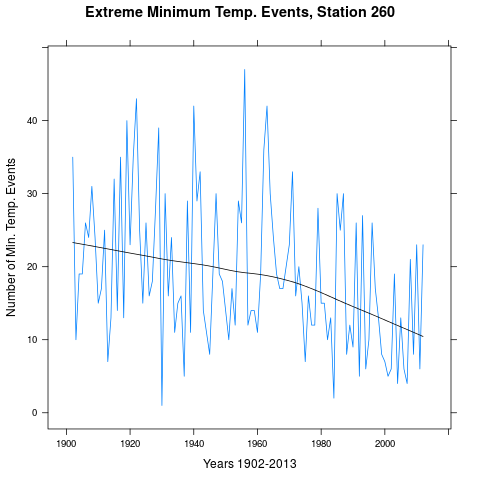 Extreme Minimum Temp. Events, Station 260
Number of Min. Temp. Events
40
30
20
10
0
1900 1920 1940 1960 1980 2000
Years 1902-2013